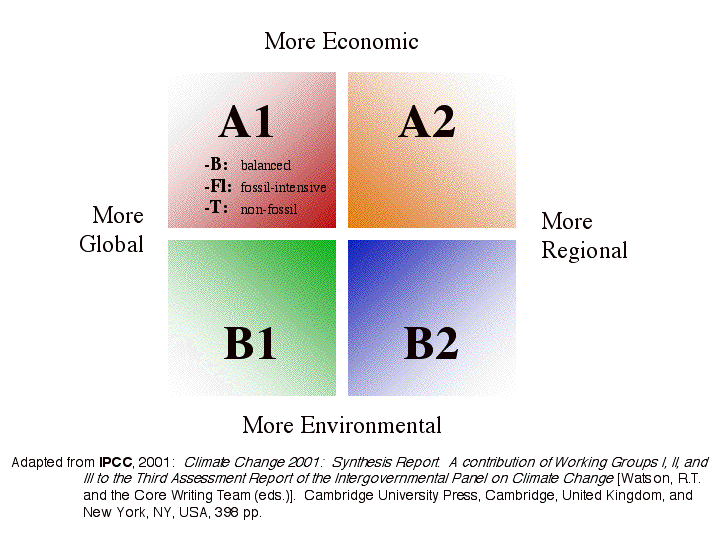 More Economic
A1
A2
-B: balanced
-Fl: fossil-intensive
-T: non-fossil
More
Global
More
Regional
B1
B2
More Environmental
Adapted from IPCC, 2001: Climate Change 2001: Synthesis Report. A contribution of Working Groups I, II, and
III to the Third Assessment Report of the Intergovernmental Panel on Climate Change [Watson, R.T.
and the Core Writing Team (eds.)]. Cambridge University Press, Cambridge, United Kingdom, and
New York, NY, USA, 398 pp.